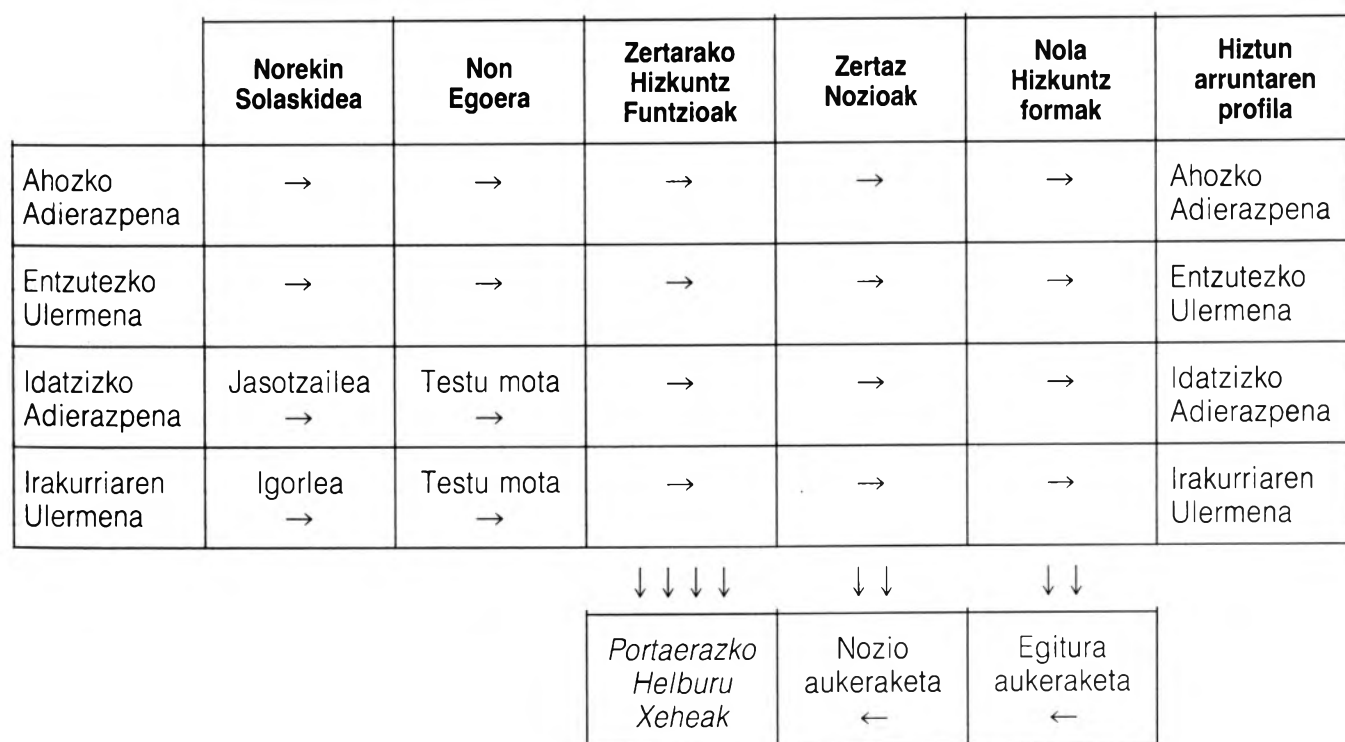 Norekin Solaskidea
Non Egoera
Zertarako Hizkuntz Funtzioak
Zertaz Nozioak
Nola Hizkuntz formak
Hiztun arruntaren profila
Ahozko Adierazpena → → → → → Ahozko Adierazpena
Entzutezko Ulermena → → → → → Entzutezko Ulermena
Idatzizko Adierazpena Jasotzailea → Testu mota → → → → Idatzizko Adierazpena
Irakurriaren Ulermena Igorlea → Testu mota → → → → Irakurriaren Ulermena
↓ ↓ ↓ ↓ ↓ ↓ ↓ ↓
Portaerazko Helburu Xeheak
Nozio aukeraketa ←
Egitura aukeraketa ←